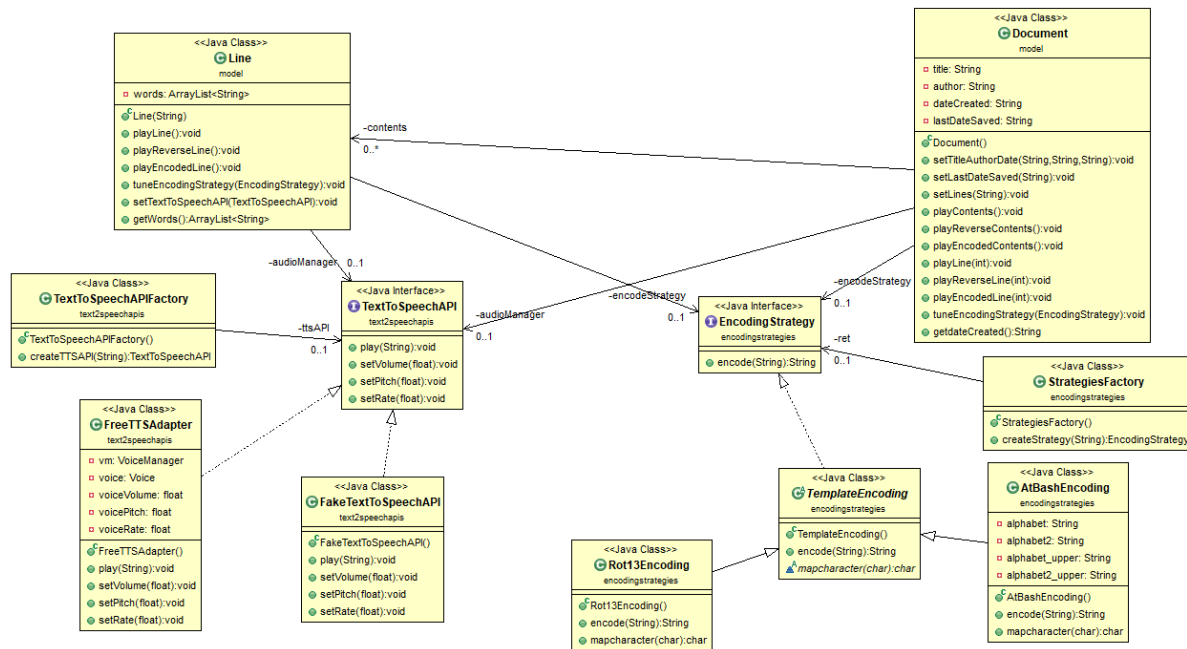 <<Java Class>>
Line
model
words: ArrayList<String>
Line(String)
playLine():void
playReverseLine():void
playEncodedLine():void
tuneEncodingStrategy(EncodingStrategy):void
setTextToSpeechAPI(TextToSpeechAPI):void
getWords():ArrayList<String>
<<Java Class>>
Document
model
title: String
author: String
dateCreated: String
lastDateSaved: String
Document()
setTitleAuthorDate(String,String,String):void
setLastDateSaved(String):void
setLines(String):void
playContents():void
playReverseContents():void
playEncodedContents():void
playLine(int):void
playReverseLine(int):void
playEncodedLine(int):void
tuneEncodingStrategy(EncodingStrategy):void
getdateCreated():String
-contents
0..*
-audioManager
0..1
-encodeStrategy
0..1
-audioManager
0..1
-encodeStrategy
0..1
<<Java Class>>
TextToSpeechAPIFactory
text2speechapis
TextToSpeechAPIFactory()
createTTSAPI(String):TextToSpeechAPI
-ttsAPI
0..1
<<Java Interface>>
TextToSpeechAPI
text2speechapis
play(String):void
setVolume(float):void
setPitch(float):void
setRate(float):void
<<Java Interface>>
EncodingStrategy
encodingstrategies
encode(String):String
-ret
0..1
<<Java Class>>
StrategiesFactory
encodingstrategies
StrategiesFactory()
createStrategy(String):EncodingStrategy
<<Java Class>>
FreeTTSAdapter
text2speechapis
vm: VoiceManager
voice: Voice
voiceVolume: float
voicePitch: float
voiceRate: float
FreeTTSAdapter()
play(String):void
setVolume(float):void
setPitch(float):void
setRate(float):void
<<Java Class>>
FakeTextToSpeechAPI
text2speechapis
FakeTextToSpeechAPI()
play(String):void
setVolume(float):void
setPitch(float):void
setRate(float):void
<<Java Class>>
TemplateEncoding
encodingstrategies
TemplateEncoding()
encode(String):String
mapcharacter(char):char
<<Java Class>>
AtBashEncoding
encodingstrategies
alphabet: String
alphabet2: String
alphabet_upper: String
alphabet2_upper: String
AtBashEncoding()
encode(String):String
mapcharacter(char):char
<<Java Class>>
Rot13Encoding
encodingstrategies
Rot13Encoding()
encode(String):String
mapcharacter(char):char